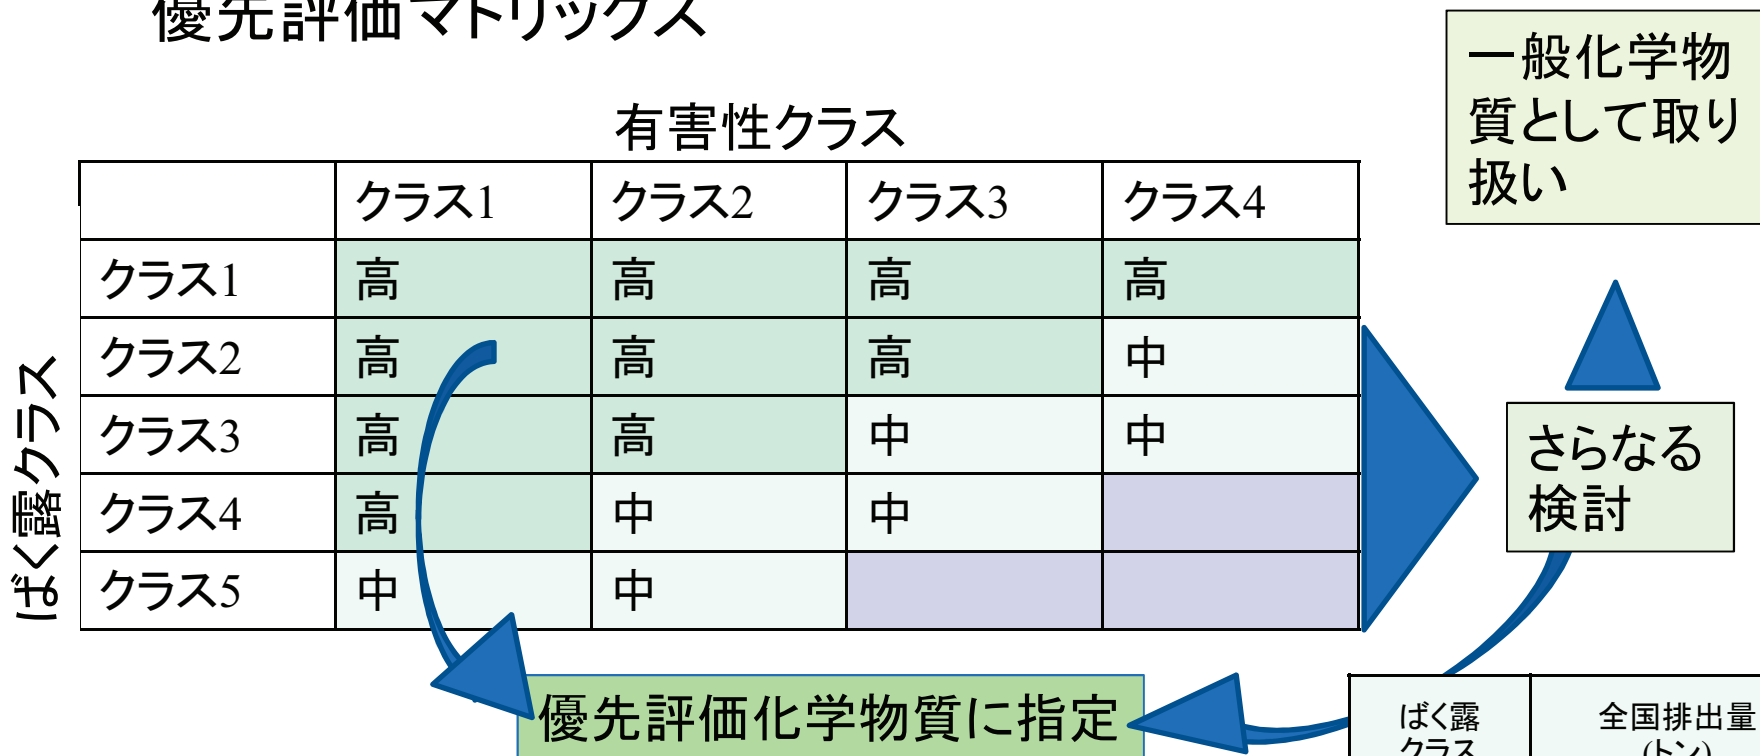 優先評価マトリックス
一般化学物
質として取り
扱い
有害性クラス
クラス1 クラス2 クラス3 クラス4
クラス1 高 高 高 高
クラス2 高 高 高 中
クラス3 高 高 中 中
クラス4 高 中 中
クラス5 中 中
ばく露クラス
さらなる
検討
優先評価化学物質に指定
ばく露
クラス
全国排出量
(トン)